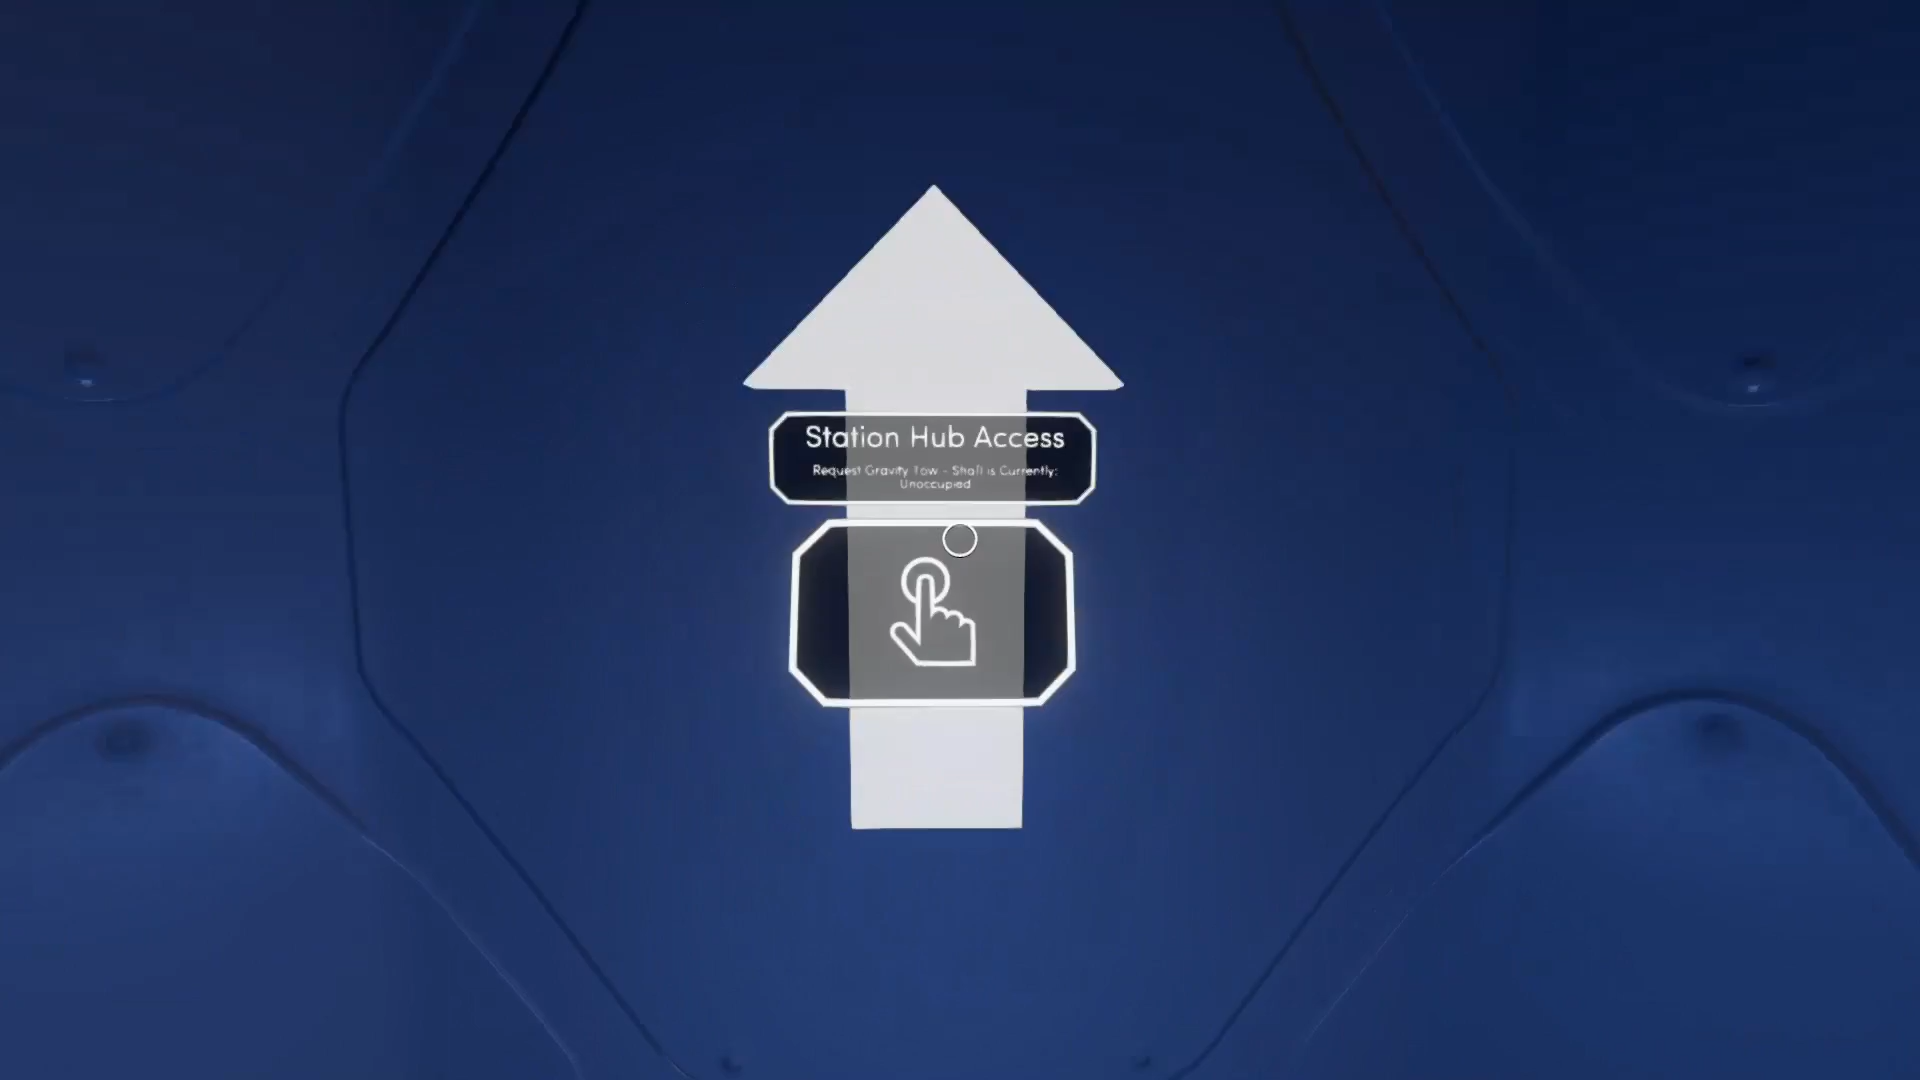 Station Hub Access
Request Gravity Tow - Shaft is Currently:
Unoccupied